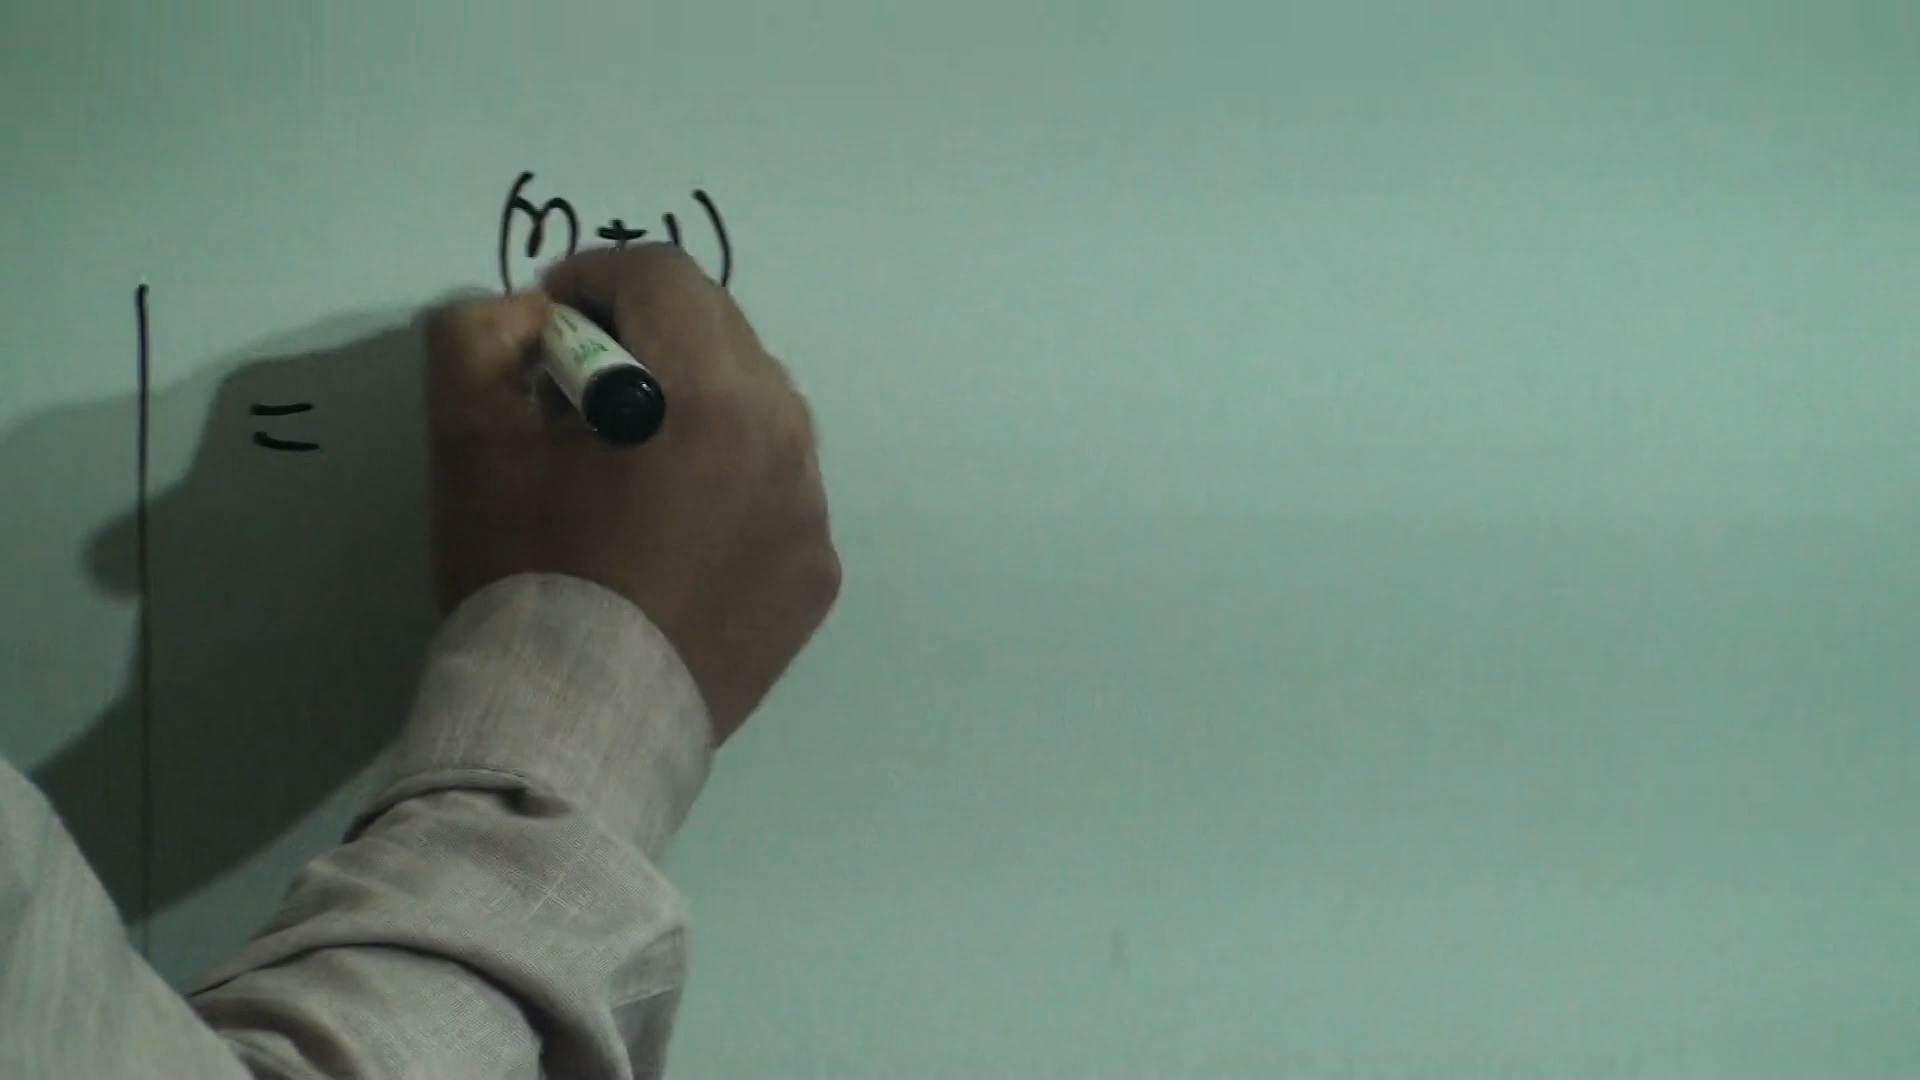 (n + 1)
=